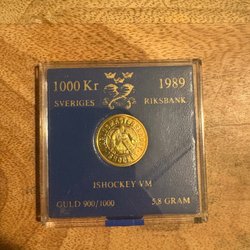 1000 Kr 1989
SVERIGES RIKSBANK
ISHOCKEY VM
GULD 900/1000 5,8 GRAM